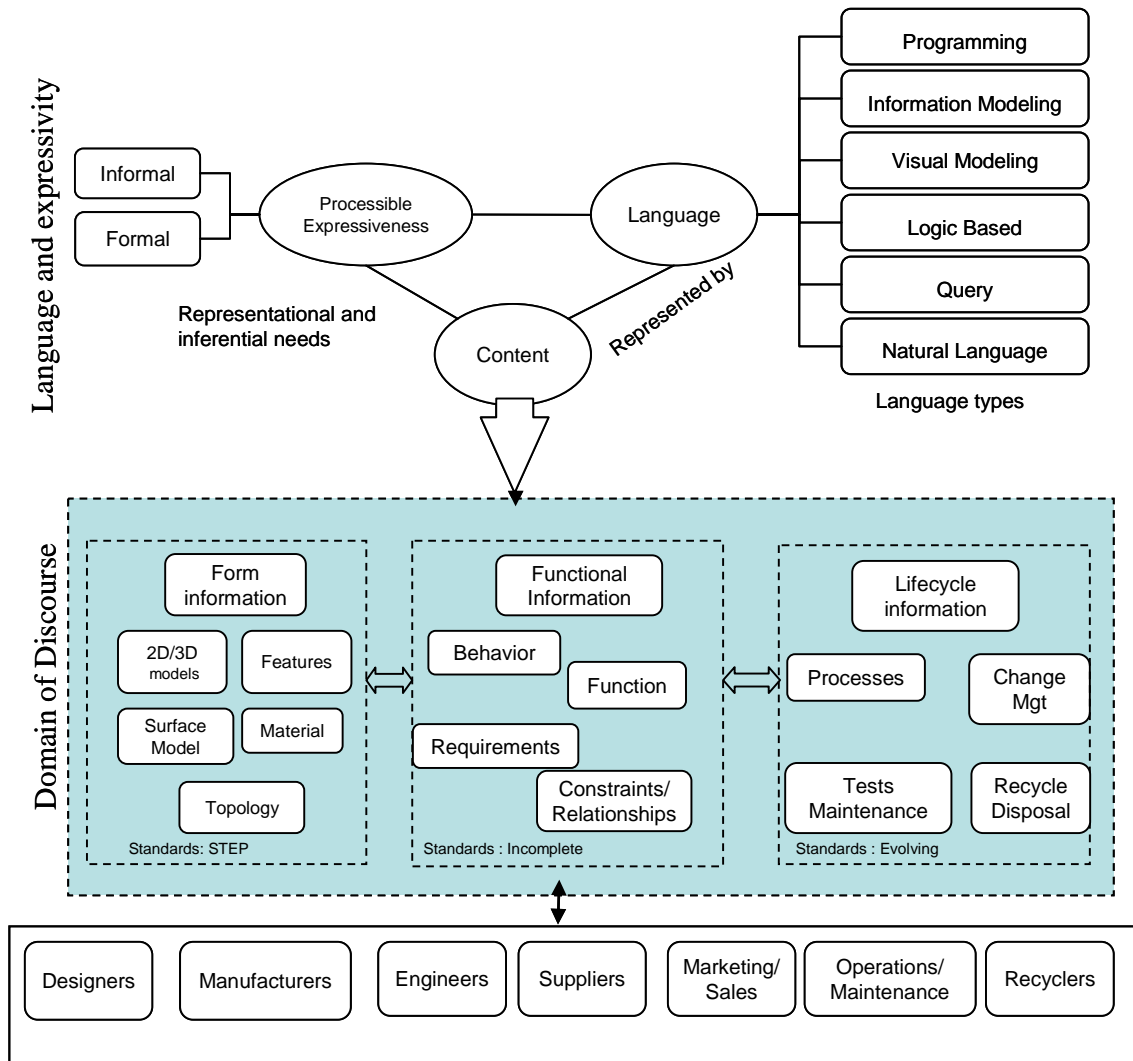 Language and expressivity
Informal
Formal
Processible
Expressiveness
Language
Content
Representational and
inferential needs
Represented by
Programming
Information Modeling
Visual Modeling
Logic Based
Query
Natural Language
Language types
Domain of Discourse
Form
information
2D/3D
models
Features
Surface
Model
Material
Topology
Standards: STEP
Functional
Information
Behavior
Function
Requirements
Constraints/
Relationships
Standards : Incomplete
Lifecycle
information
Processes
Change
Mgt
Tests
Maintenance
Recycle
Disposal
Standards : Evolving
Designers
Manufacturers
Engineers
Suppliers
Marketing/
Sales
Operations/
Maintenance
Recyclers